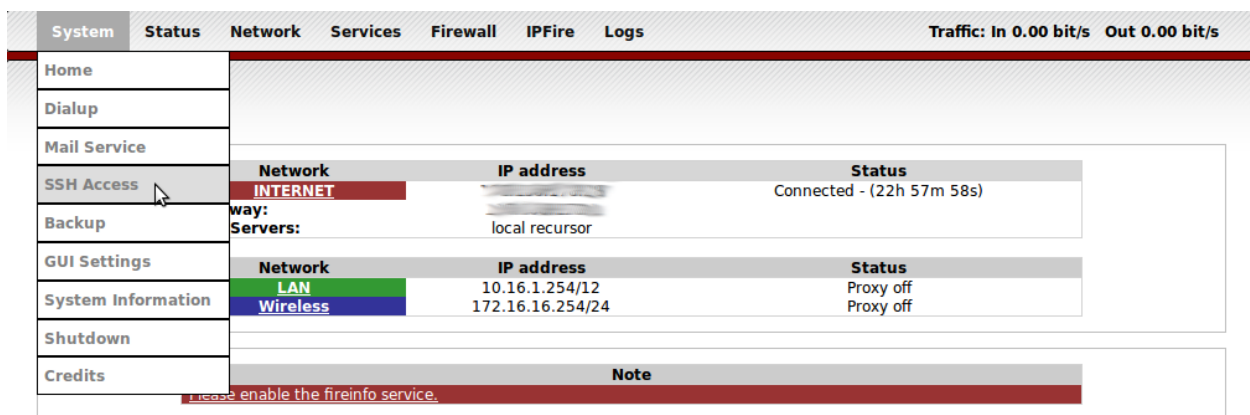 System Status Network Services Firewall IPFire Logs Traffic: In 0.00 bit/s Out 0.00 bit/s
Home
Dialup
Mail Service
SSH Access
Backup
GUI Settings
System Information
Shutdown
Credits
Network IP address Status
INTERNET Connected - (22h 57m 58s)
way:
Servers: local recursor
Network IP address Status
LAN 10.16.1.254/12 Proxy off
Wireless 172.16.16.254/24 Proxy off
Note
Please enable the fireinfo service.